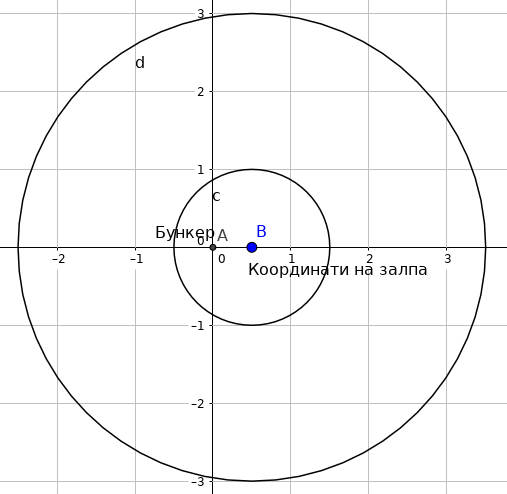 3
d
2
1
c
Бункер A B
0
–2 –1 0 1 2 3
Координати на залпа
–1
–2
–3